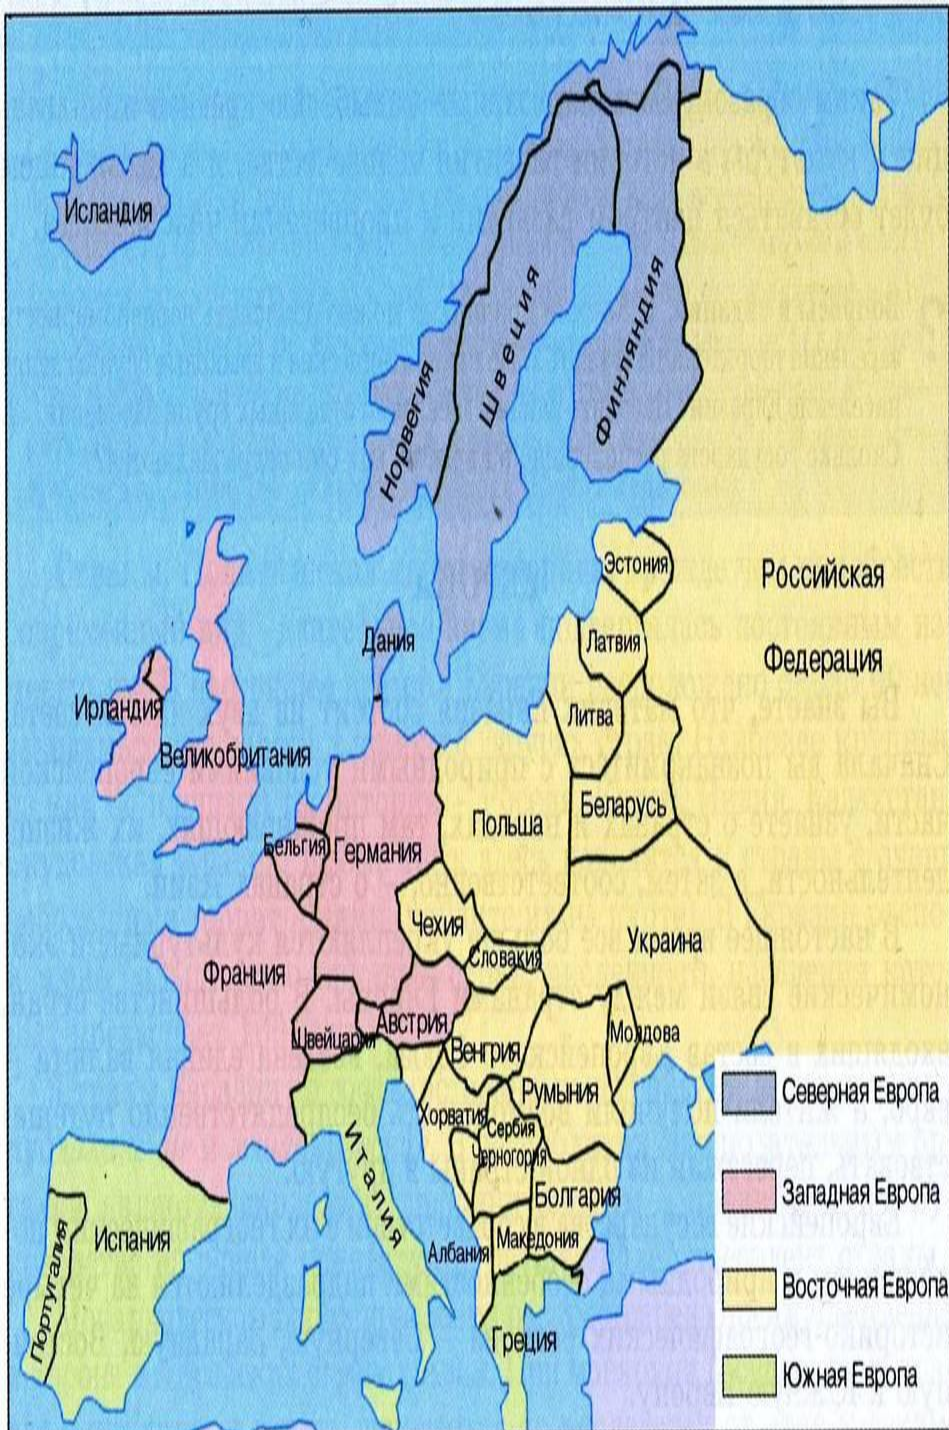 Исландия
Норвегия
Швеция
Финляндия
Эстония
Российская
Федерация
Дания
Латвия
Ирландия
Литва
Великобритания
Беларусь
Польша
Бельгия
Германия
Чехия
Украина
Словакия
Франция
Австрия
Швейцария
Молдова
Венгрия
Румыния
Северная Европа
Хорватия
Сербия
Черногория
Италия
Болгария
Западная Европа
Испания
Македония
Албания
Португалия
Восточная Европа
Греция
Южная Европа